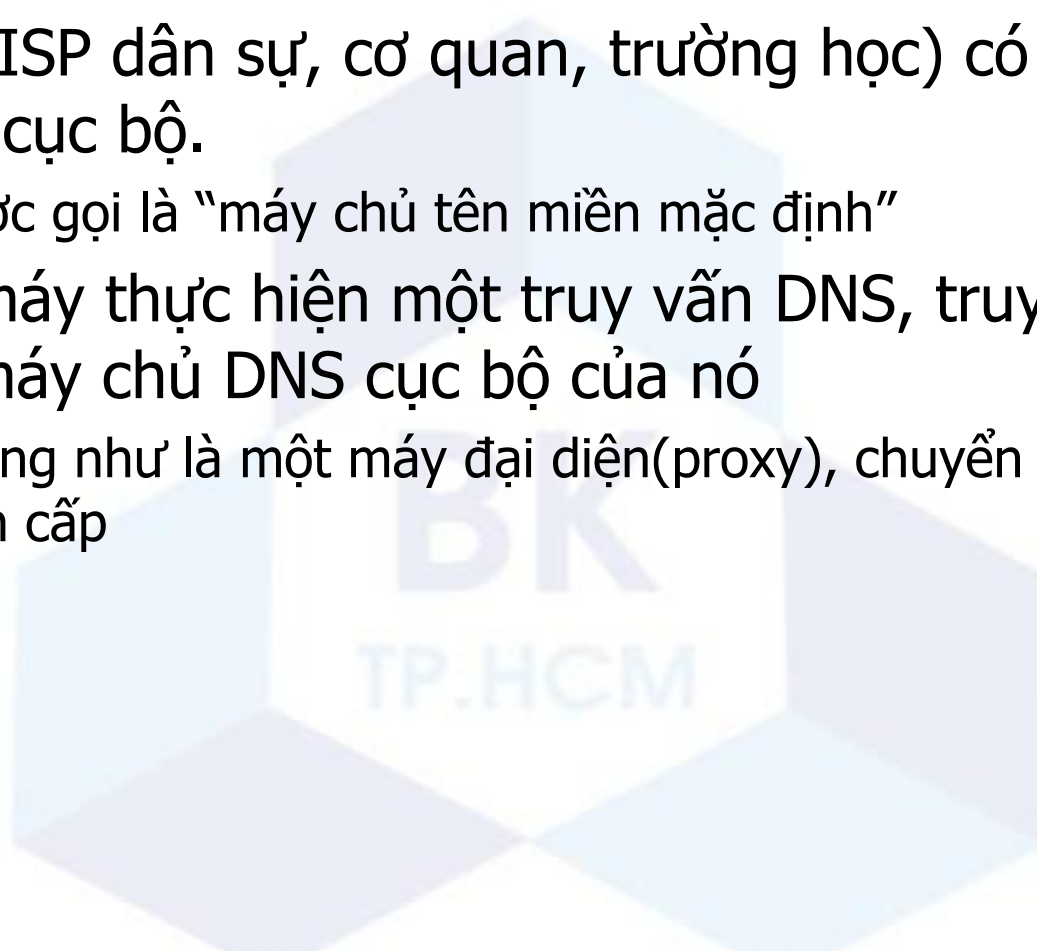 ISP dân sự, cơ quan, trường học) có
cục bộ.
ợc gọi là “máy chủ tên miền mặc định”
máy thực hiện một truy vấn DNS, truy
máy chủ DNS cục bộ của nó
ng như là một máy đại diện(proxy), chuyển
n cấp
BK
TP.HCM